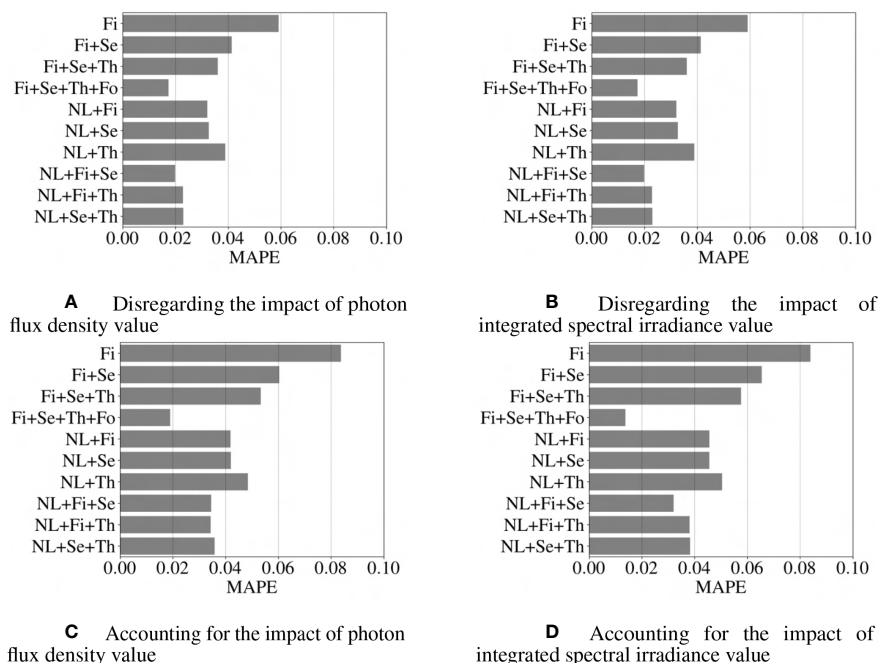 Fi
Fi+Se
Fi+Se+Th
Fi+Se+Th+Fo
NL+Fi
NL+Se
NL+Th
NL+Fi+Se
NL+Fi+Th
NL+Se+Th
0.00 0.02 0.04 0.06 0.08 0.10
MAPE
A Disregarding the impact of photon
flux density value
Fi
Fi+Se
Fi+Se+Th
Fi+Se+Th+Fo
NL+Fi
NL+Se
NL+Th
NL+Fi+Se
NL+Fi+Th
NL+Se+Th
0.00 0.02 0.04 0.06 0.08 0.10
MAPE
B Disregarding the impact of
integrated spectral irradiance value
Fi
Fi+Se
Fi+Se+Th
Fi+Se+Th+Fo
NL+Fi
NL+Se
NL+Th
NL+Fi+Se
NL+Fi+Th
NL+Se+Th
0.00 0.02 0.04 0.06 0.08 0.10
MAPE
C Accounting for the impact of photon
flux density value
Fi
Fi+Se
Fi+Se+Th
Fi+Se+Th+Fo
NL+Fi
NL+Se
NL+Th
NL+Fi+Se
NL+Fi+Th
NL+Se+Th
0.00 0.02 0.04 0.06 0.08 0.10
MAPE
D Accounting for the impact of
integrated spectral irradiance value